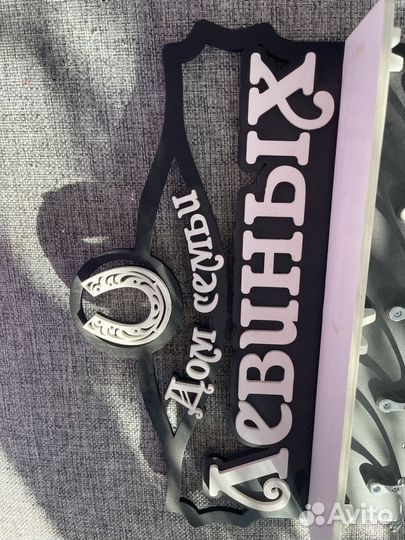 Дом семьи
Левиных
Avito